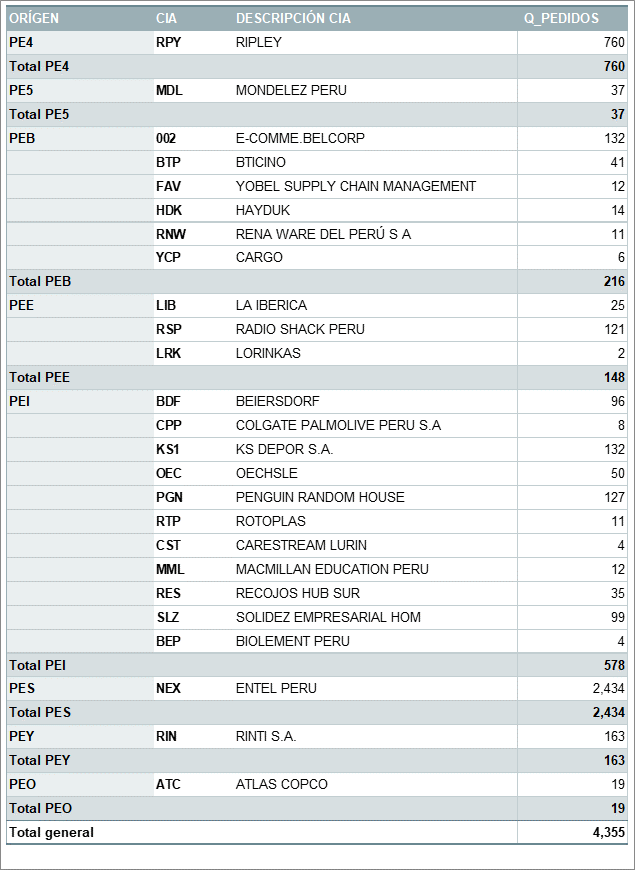 ORÍGEN CIA DESCRIPCIÓN CIA Q_PEDIDOS
PE4 RPY RIPLEY 760
Total PE4 760
PE5 MDL MONDELEZ PERU 37
Total PE5 37
PEB 002 E-COMME.BELCORP 132
BTP BTICINO 41
FAV YOBEL SUPPLY CHAIN MANAGEMENT 12
HDK HAYDUK 14
RNW RENA WARE DEL PERÚ S A 11
YCP CARGO 6
Total PEB 216
PEE LIB LA IBERICA 25
RSP RADIO SHACK PERU 121
LRK LORINKAS 2
Total PEE 148
PEI BDF BEIERSDORF 96
CPP COLGATE PALMOLIVE PERU S.A 8
KS1 KS DEPOR S.A. 132
OEC OECHSLE 50
PGN PENGUIN RANDOM HOUSE 127
RTP ROTOPLAS 11
CST CARESTREAM LURIN 4
MML MACMILLAN EDUCATION PERU 12
RES RECOJOS HUB SUR 35
SLZ SOLIDEZ EMPRESARIAL HOM 99
BEP BIOLEMENT PERU 4
Total PEI 578
PES NEX ENTEL PERU 2,434
Total PES 2,434
PEY RIN RINTI S.A. 163
Total PEY 163
PEO ATC ATLAS COPCO 19
Total PEO 19
Total general 4,355